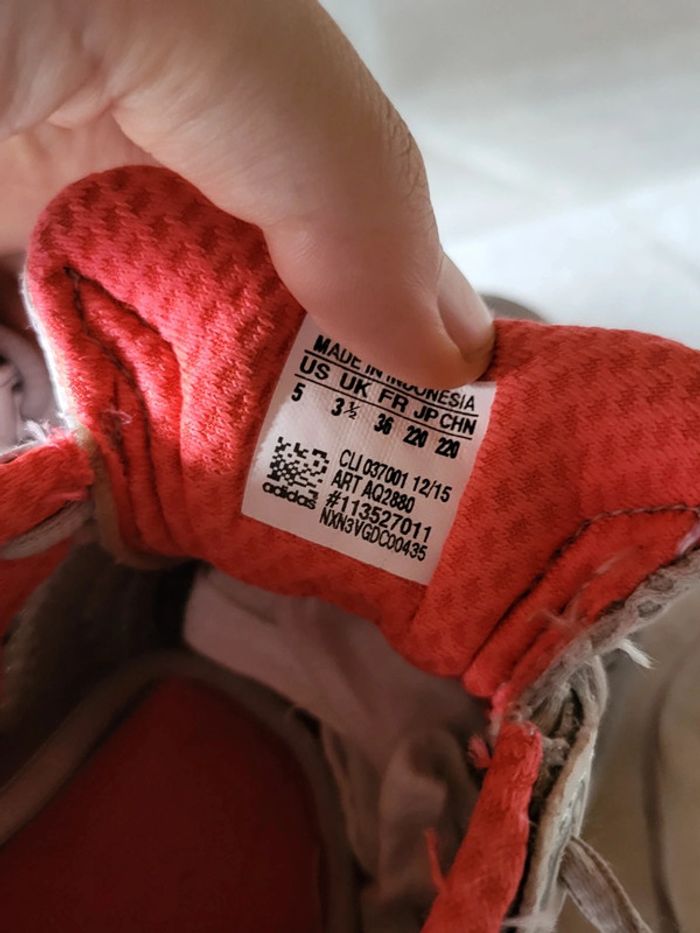 MADE IN INDONESIA
US UK FR JP CHN
5 3½ 36 220 220
CLI 037001 12/15
ART AQ2880
#113527011
NXN3VGDC00435
adidas